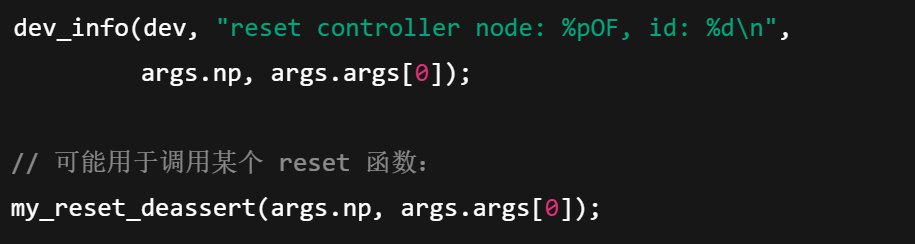 dev_info(dev, "reset controller node: %pOF, id: %d\n",
args.np, args.args[0]);
// 可能用于调用某个 reset 函数：
my_reset_deassert(args.np, args.args[0]);